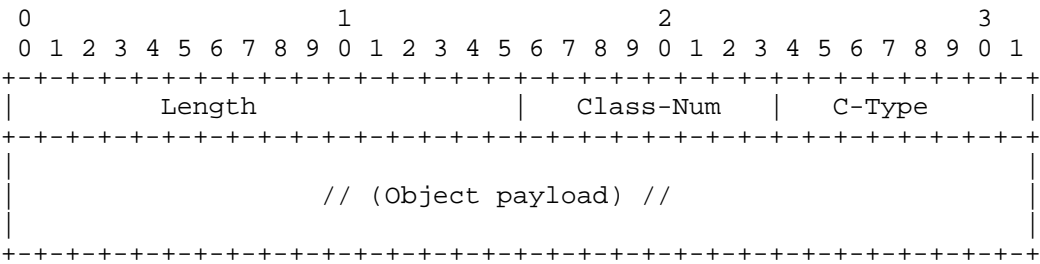 0                   1                   2                   3
 0 1 2 3 4 5 6 7 8 9 0 1 2 3 4 5 6 7 8 9 0 1 2 3 4 5 6 7 8 9 0 1
+-+-+-+-+-+-+-+-+-+-+-+-+-+-+-+-+-+-+-+-+-+-+-+-+-+-+-+-+-+-+-+-+
|         Length                |   Class-Num   |   C-Type      |
+-+-+-+-+-+-+-+-+-+-+-+-+-+-+-+-+-+-+-+-+-+-+-+-+-+-+-+-+-+-+-+-+
|                                                               |
|                   // (Object payload) //                      |
|                                                               |
+-+-+-+-+-+-+-+-+-+-+-+-+-+-+-+-+-+-+-+-+-+-+-+-+-+-+-+-+-+-+-+-+